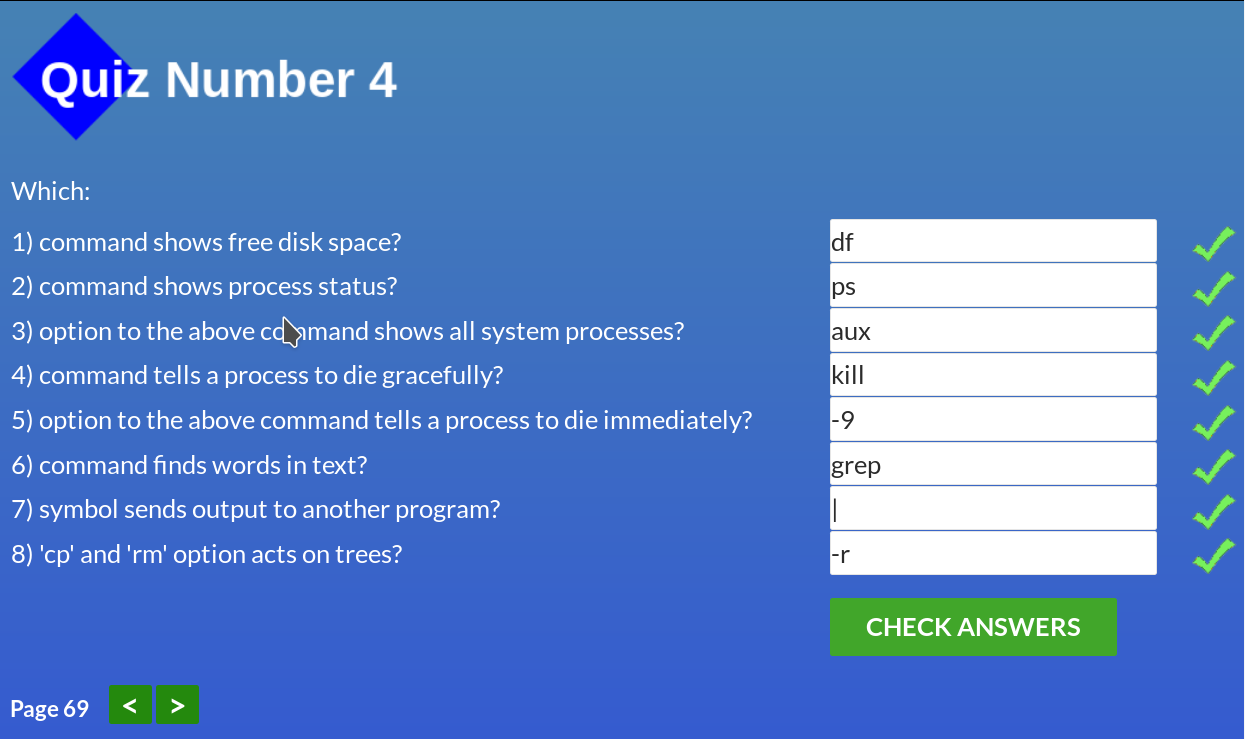 Quiz Number 4
Which:
1) command shows free disk space? df
2) command shows process status? ps
3) option to the above command shows all system processes? aux
4) command tells a process to die gracefully? kill
5) option to the above command tells a process to die immediately? -9
6) command finds words in text? grep
7) symbol sends output to another program? |
8) 'cp' and 'rm' option acts on trees? -r
CHECK ANSWERS
Page 69 < >